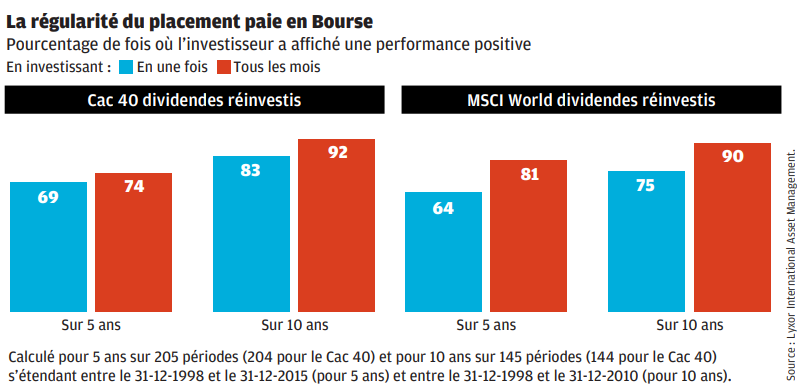 La régularité du placement paie en Bourse
Pourcentage de fois où l'investisseur a affiché une performance positive
En investissant : En une fois Tous les mois
Cac 40 dividendes réinvestis
69
74
83
92
Sur 5 ans
Sur 10 ans
MSCI World dividendes réinvestis
64
81
75
90
Sur 5 ans
Sur 10 ans
Calculé pour 5 ans sur 205 périodes (204 pour le Cac 40) et pour 10 ans sur 145 périodes (144 pour le Cac 40)
s'étendant entre le 31-12-1998 et le 31-12-2015 (pour 5 ans) et entre le 31-12-1998 et le 31-12-2010 (pour 10 ans).
Source : Lyxor International Asset Management.